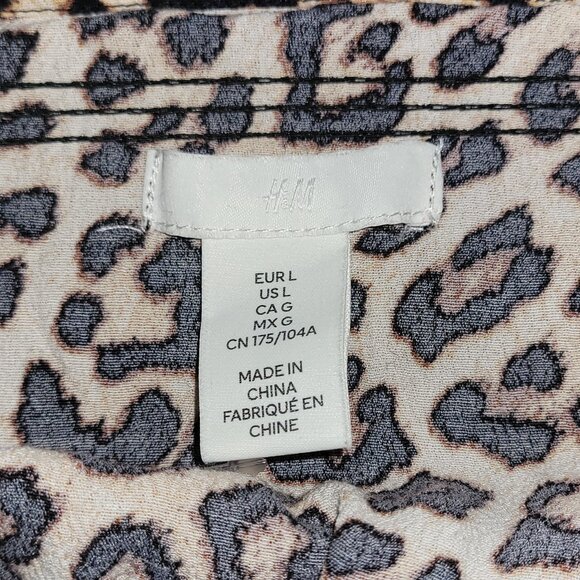 H&M
EUR L
US L
CA G
MX G
CN 175/104A
MADE IN
CHINA
FABRIQUÉ EN
CHINE